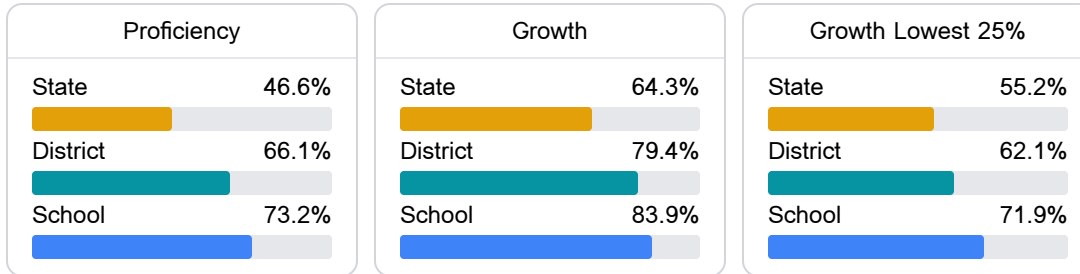 Proficiency
State 46.6%
District 66.1%
School 73.2%
Growth
State 64.3%
District 79.4%
School 83.9%
Growth Lowest 25%
State 55.2%
District 62.1%
School 71.9%